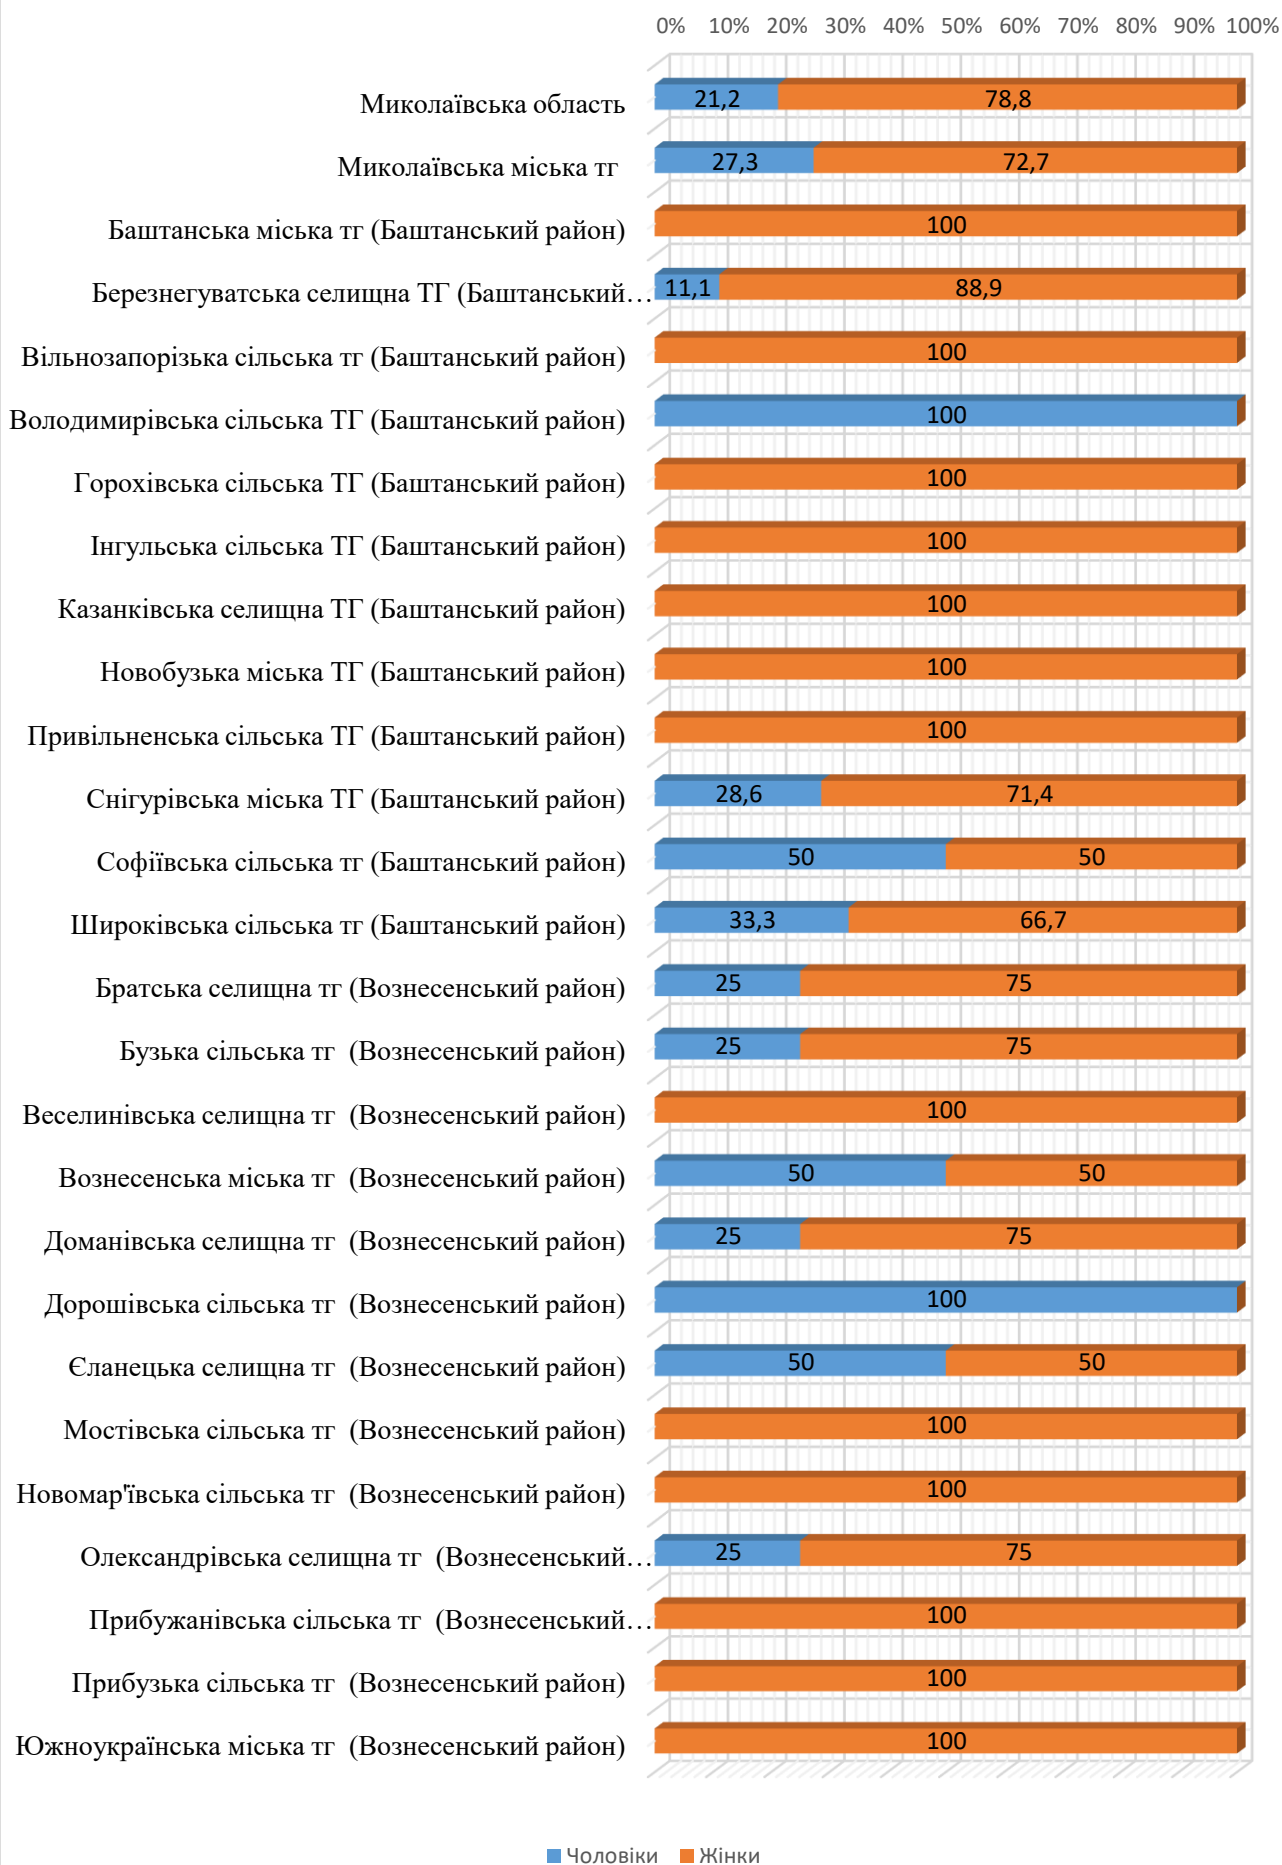 0% 10% 20% 30% 40% 50% 60% 70% 80% 90% 100%
Миколаївська область 21,2 78,8
Миколаївська міська тг 27,3 72,7
Баштанська міська тг (Баштанський район) 100
Березнегуватська селищна ТГ (Баштанський… 11,1 88,9
Вільнозапорізька сільська тг (Баштанський район) 100
Володимирівська сільська ТГ (Баштанський район) 100
Горохівська сільська ТГ (Баштанський район) 100
Інгульська сільська ТГ (Баштанський район) 100
Казанківська селищна ТГ (Баштанський район) 100
Новобузька міська ТГ (Баштанський район) 100
Привільненська сільська ТГ (Баштанський район) 100
Снігурівська міська ТГ (Баштанський район) 28,6 71,4
Софіївська сільська тг (Баштанський район) 50 50
Широківська сільська тг (Баштанський район) 33,3 66,7
Братська селищна тг (Вознесенський район) 25 75
Бузька сільська тг (Вознесенський район) 25 75
Веселинівська селищна тг (Вознесенський район) 100
Вознесенська міська тг (Вознесенський район) 50 50
Доманівська селищна тг (Вознесенський район) 25 75
Дорошівська сільська тг (Вознесенський район) 100
Єланецька селищна тг (Вознесенський район) 50 50
Мостівська сільська тг (Вознесенський район) 100
Новомар'ївська сільська тг (Вознесенський район) 100
Олександрівська селищна тг (Вознесенський… 25 75
Прибужанівська сільська тг (Вознесенський… 100
Прибузька сільська тг (Вознесенський район) 100
Южноукраїнська міська тг (Вознесенський район) 100
Чоловіки Жінки